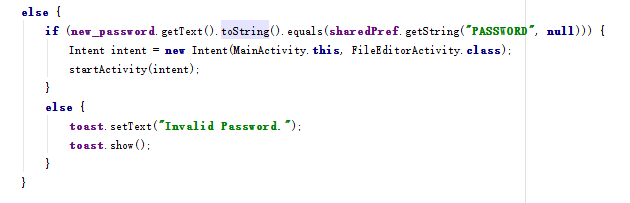 else {
if (new_password.getText().toString().equals(sharedPref.getString("PASSWORD", null))) {
Intent intent = new Intent(MainActivity.this, FileEditorActivity.class);
startActivity(intent);
}
else {
toast.setText("Invalid Password.");
toast.show();
}
}